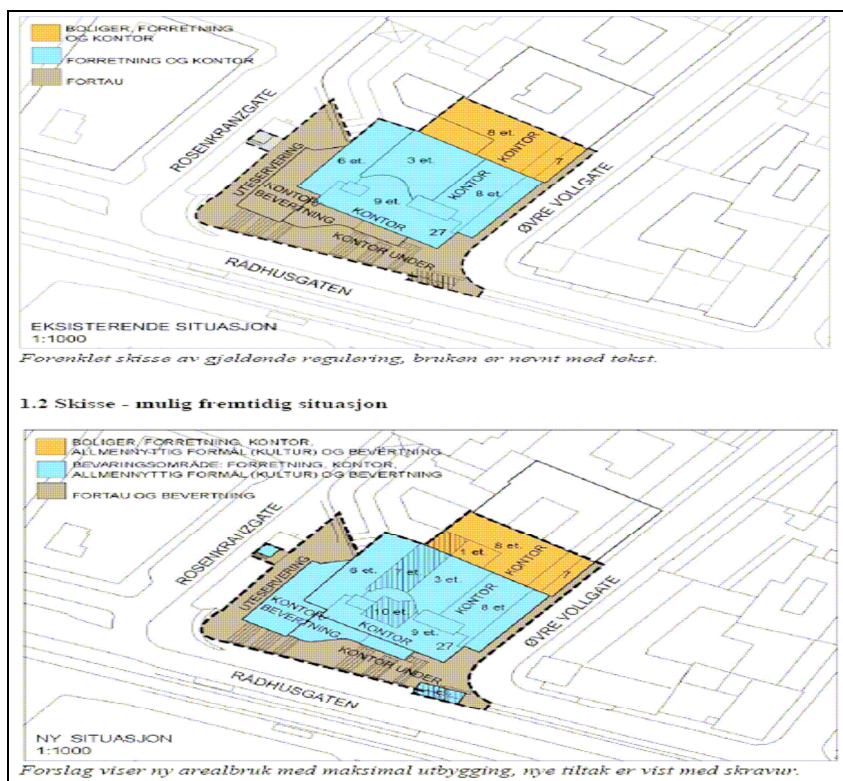 BOLIGER, FORRETNING
OG KONTOR
FORRETNING OG KONTOR
FORTAU
ROSENKRANZGATE
UTESERVERING
KONTOR
BEVERTNING
6 et.
3 et.
9 et.
KONTOR
KONTOR
8 et.
8 et.
KONTOR
7
27
KONTOR UNDER
ØVRE VOLLGATE
RÅDHUSGATEN
EKSISTERENDE SITUASJON
1:1000
Forenklet skisse av gjeldende regulering, bruken er nevnt med tekst.
1.2 Skisse - mulig fremtidig situasjon
BOLIGER, FORRETNING, KONTOR,
ALLMENNYTTIG FORMÅL (KULTUR) OG BEVERTNING
BEVARINGSOMRÅDE: FORRETNING, KONTOR,
ALLMENNYTTIG FORMÅL (KULTUR) OG BEVERTNING
FORTAU OG BEVERTNING
ROSENKRANZGATE
UTESERVERING
KONTOR
BEVERTNING
6 et.
7 et.
3 et.
1 et.
8 et.
KONTOR
7
10 et.
KONTOR
8 et.
9 et.
KONTOR
27
KONTOR UNDER
ØVRE VOLLGATE
RÅDHUSGATEN
NY SITUASJON
1:1000
Forslag viser ny arealbruk med maksimal utbygging, nye tiltak er vist med skravur.